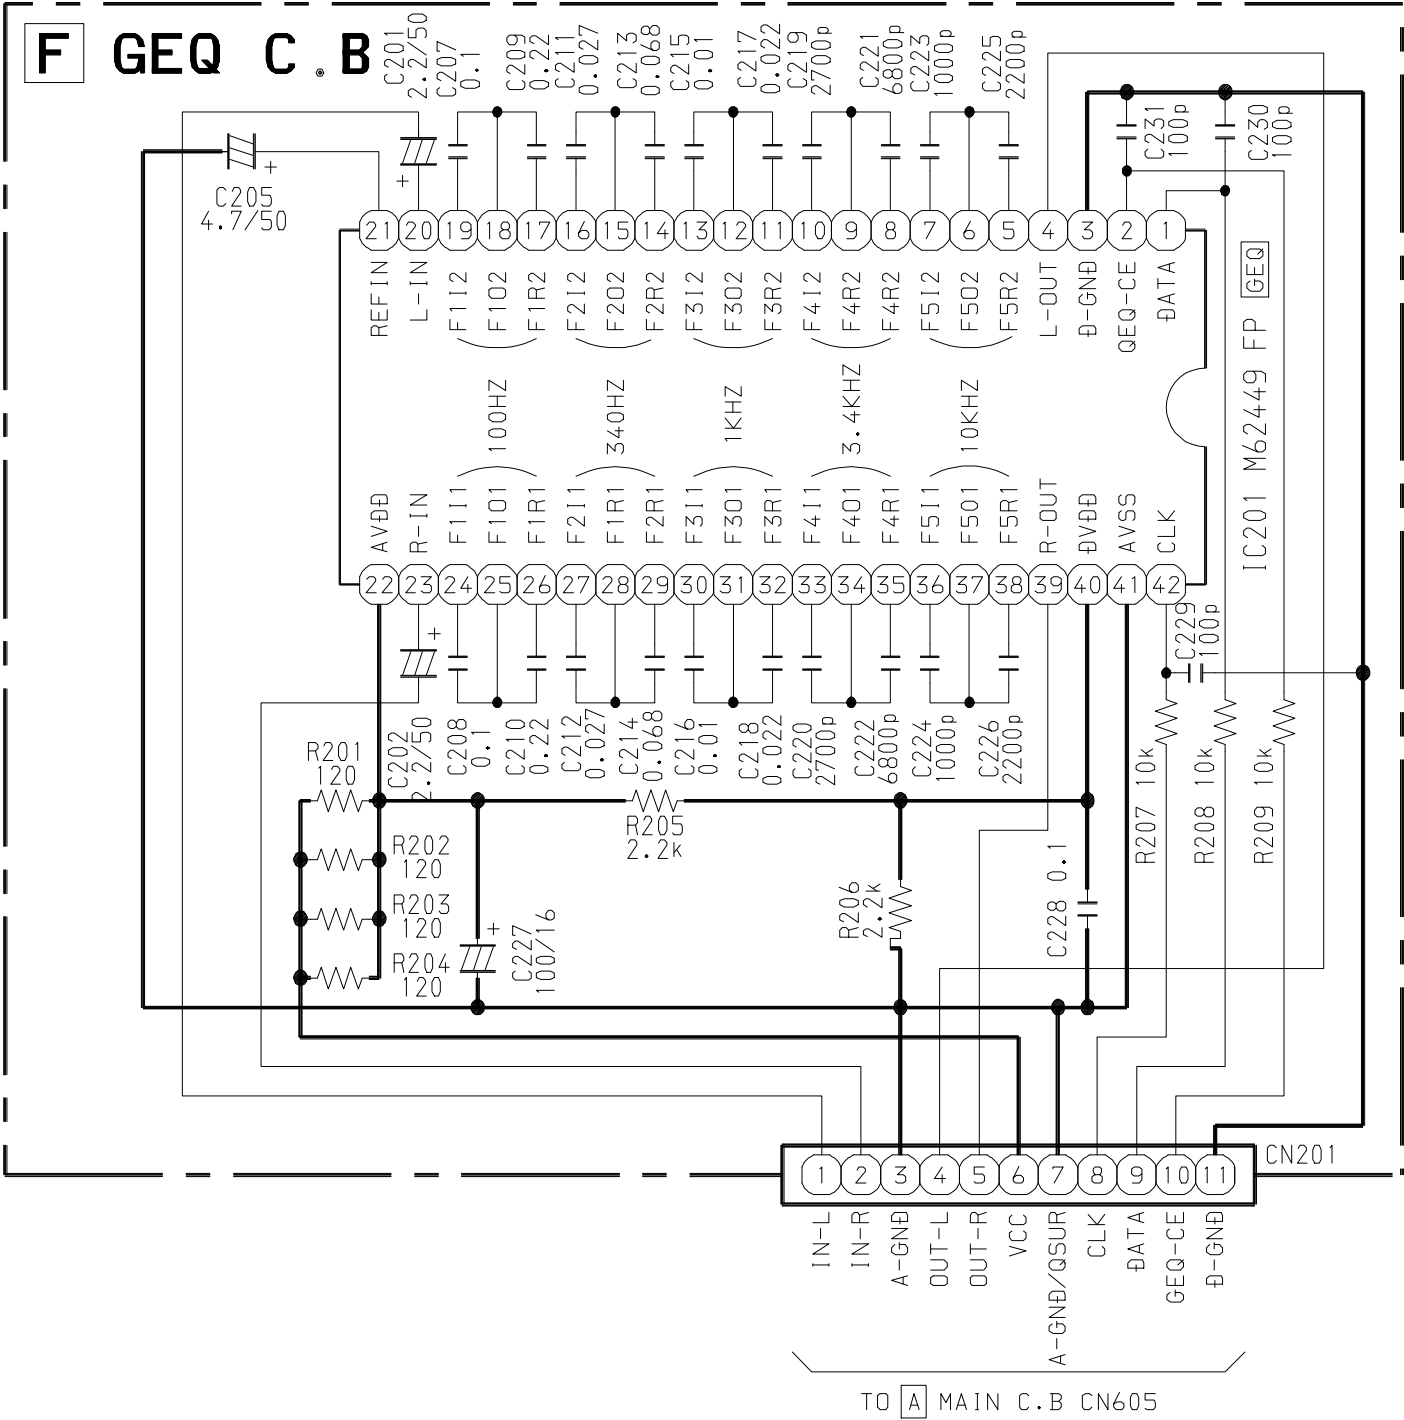 F GEQ C.B
C201
2.2/50
C207
0.1
C209
0.22
C211
0.027
C213
0.068
C215
0.01
C217
0.022
C219
2700p
C221
6800p
C223
1000p
C225
2200p
C231
100p
C230
100p
+
+
C205
4.7/50
21 20 19 18 17 16 15 14 13 12 11 10 9 8 7 6 5 4 3 2 1
REFIN
L-IN
F1I2
F1O2
F1R2
F2I2
F2O2
F2R2
F3I2
F3O2
F3R2
F4I2
F4R2
F4R2
F5I2
F5O2
F5R2
L-OUT
Đ-GNĐ
QEQ-CE
ĐATA
100HZ
340HZ
1KHZ
3.4KHZ
10KHZ
IC201 M62449 FP GEQ
AVĐĐ
R-IN
F1I1
F1O1
F1R1
F2I1
F1R1
F2R1
F3I1
F3O1
F3R1
F4I1
F4O1
F4R1
F5I1
F5O1
F5R1
R-OUT
ĐVĐĐ
AVSS
CLK
22 23 24 25 26 27 28 29 30 31 32 33 34 35 36 37 38 39 40 41 42
+
C229
100p
C202
2.2/50
C208
0.1
C210
0.22
C212
0.027
C214
0.068
C216
0.01
C218
0.022
C220
2700p
C222
6800p
C224
1000p
C226
2200p
R201
120
R202
120
R203
120
R204
120
R205
2.2k
R206
2.2k
+
C227
100/16
C228 0.1
R207 10k
R208 10k
R209 10k
1 2 3 4 5 6 7 8 9 10 11
CN201
IN-L
IN-R
A-GNĐ
OUT-L
OUT-R
VCC
A-GNĐ/QSUR
CLK
ĐATA
GEQ-CE
Đ-GNĐ
TO A MAIN C.B CN605